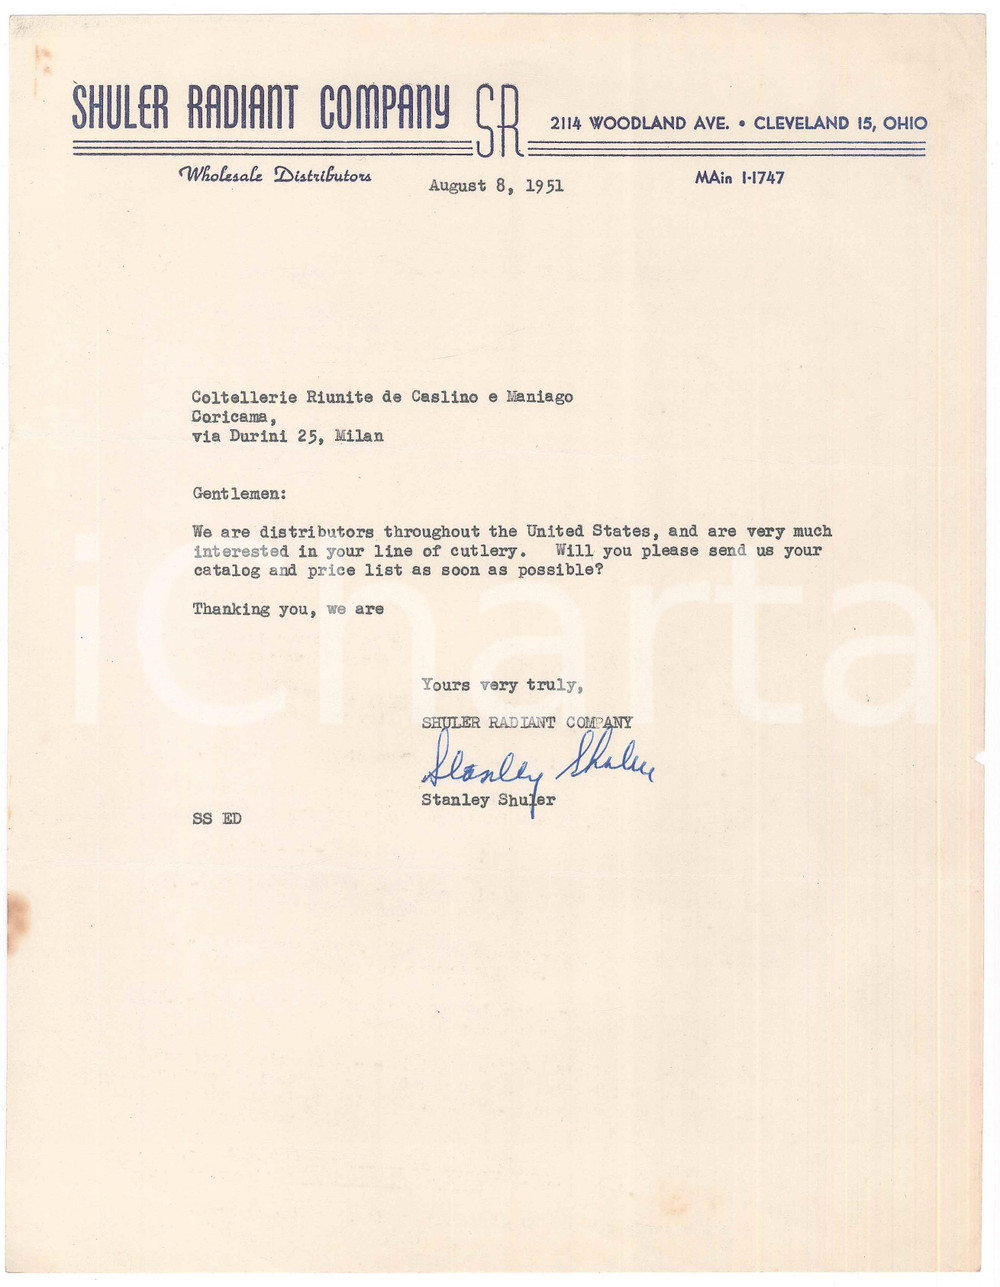 SHULER RADIANT COMPANY SR 2114 WOODLAND AVE. • CLEVELAND 15, OHIO
Wholesale Distributors August 8, 1951 MAin 1-1747
Coltellerie Riunite de Caslino e Maniago
Coricama,
via Durini 25, Milan
Gentlemen:
We are distributors throughout the United States, and are very much
interested in your line of cutlery. Will you please send us your
catalog and price list as soon as possible?
Thanking you, we are
Yours very truly,
SHULER RADIANT COMPANY
Stanley Shuler
Stanley Shuler
SS ED
iCharta